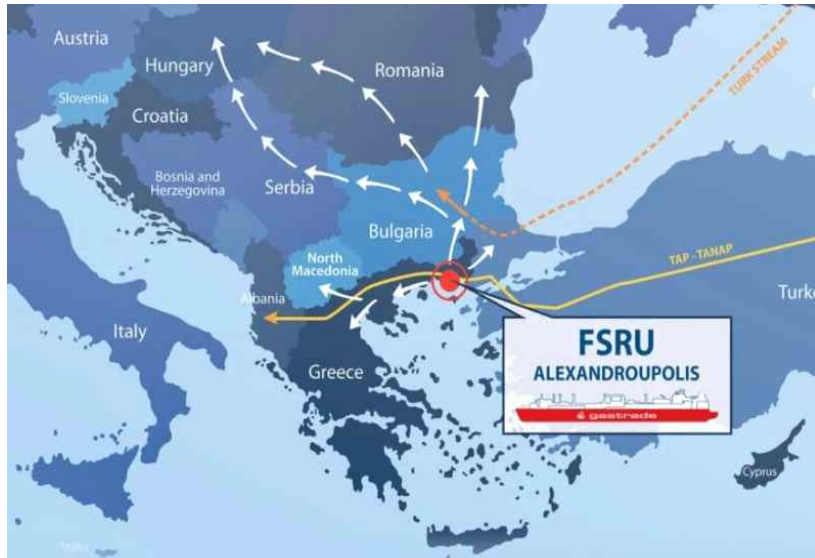 Austria
Hungary
Romania
Slovenia
Croatia
TURK STREAM
Bosnia and
Herzegovina
Serbia
Bulgaria
North
Macedonia
TAP - TANAP
Albania
Turke
Italy
FSRU
ALEXANDROUPOLIS
gastrade
Greece
Cyprus
Malta